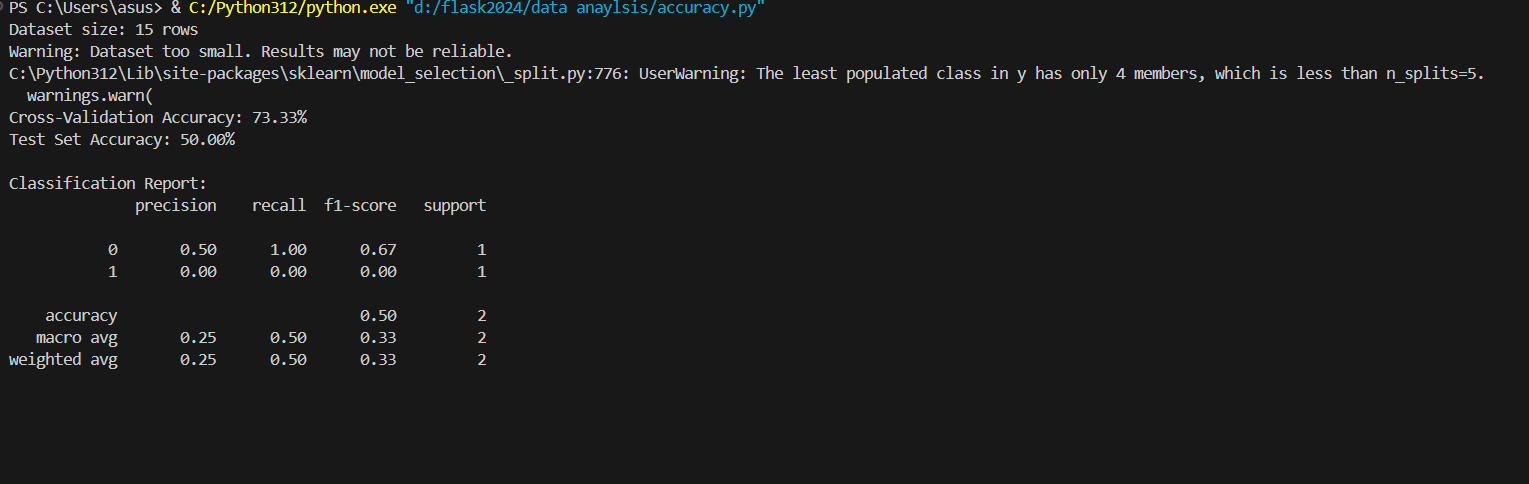 PS C:\Users\asus> & C:/Python312/python.exe "d:/flask2024/data anaylsis/accuracy.py"
Dataset size: 15 rows
Warning: Dataset too small. Results may not be reliable.
C:\Python312\Lib\site-packages\sklearn\model_selection\_split.py:776: UserWarning: The least populated class in y has only 4 members, which is less than n_splits=5.
  warnings.warn(
Cross-Validation Accuracy: 73.33%
Test Set Accuracy: 50.00%

Classification Report:
              precision    recall  f1-score   support

           0       0.50      1.00      0.67         1
           1       0.00      0.00      0.00         1

    accuracy                           0.50         2
   macro avg       0.25      0.50      0.33         2
weighted avg       0.25      0.50      0.33         2